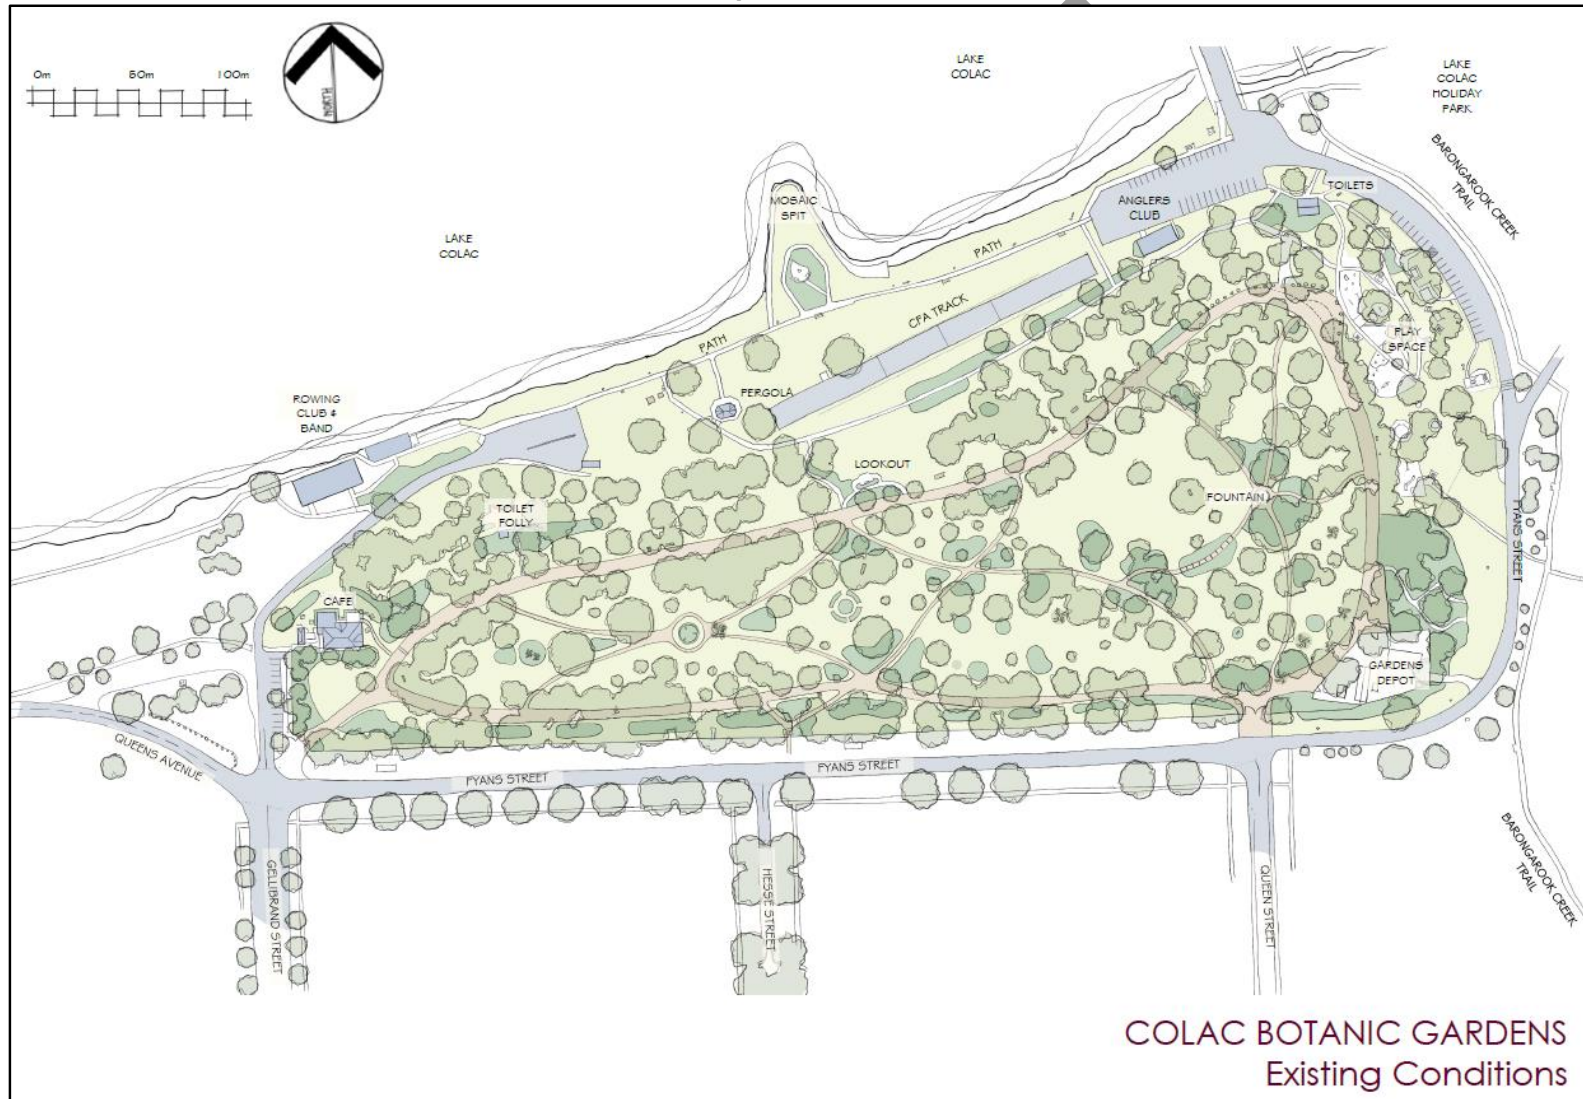 0m 50m 100m
NORTH
LAKE
COLAC
LAKE
COLAC
HOLIDAY
PARK
BARONGAROOK CREEK
TRAIL
TOILETS
MOSAIC
SPIT
ANGLERS
CLUB
LAKE
COLAC
PATH
CFA TRACK
PATH
PLAY
SPACE
PERGOLA
ROWING
CLUB &
BAND
LOOKOUT
FOUNTAIN
TOILET
FOLLY
FYANS STREET
CAFE
GARDENS
DEPOT
QUEENS AVENUE
FYANS STREET
FYANS STREET
GELLIBRAND STREET
HESSE STREET
QUEEN STREET
BARONGAROOK CREEK
TRAIL
COLAC BOTANIC GARDENS
Existing Conditions